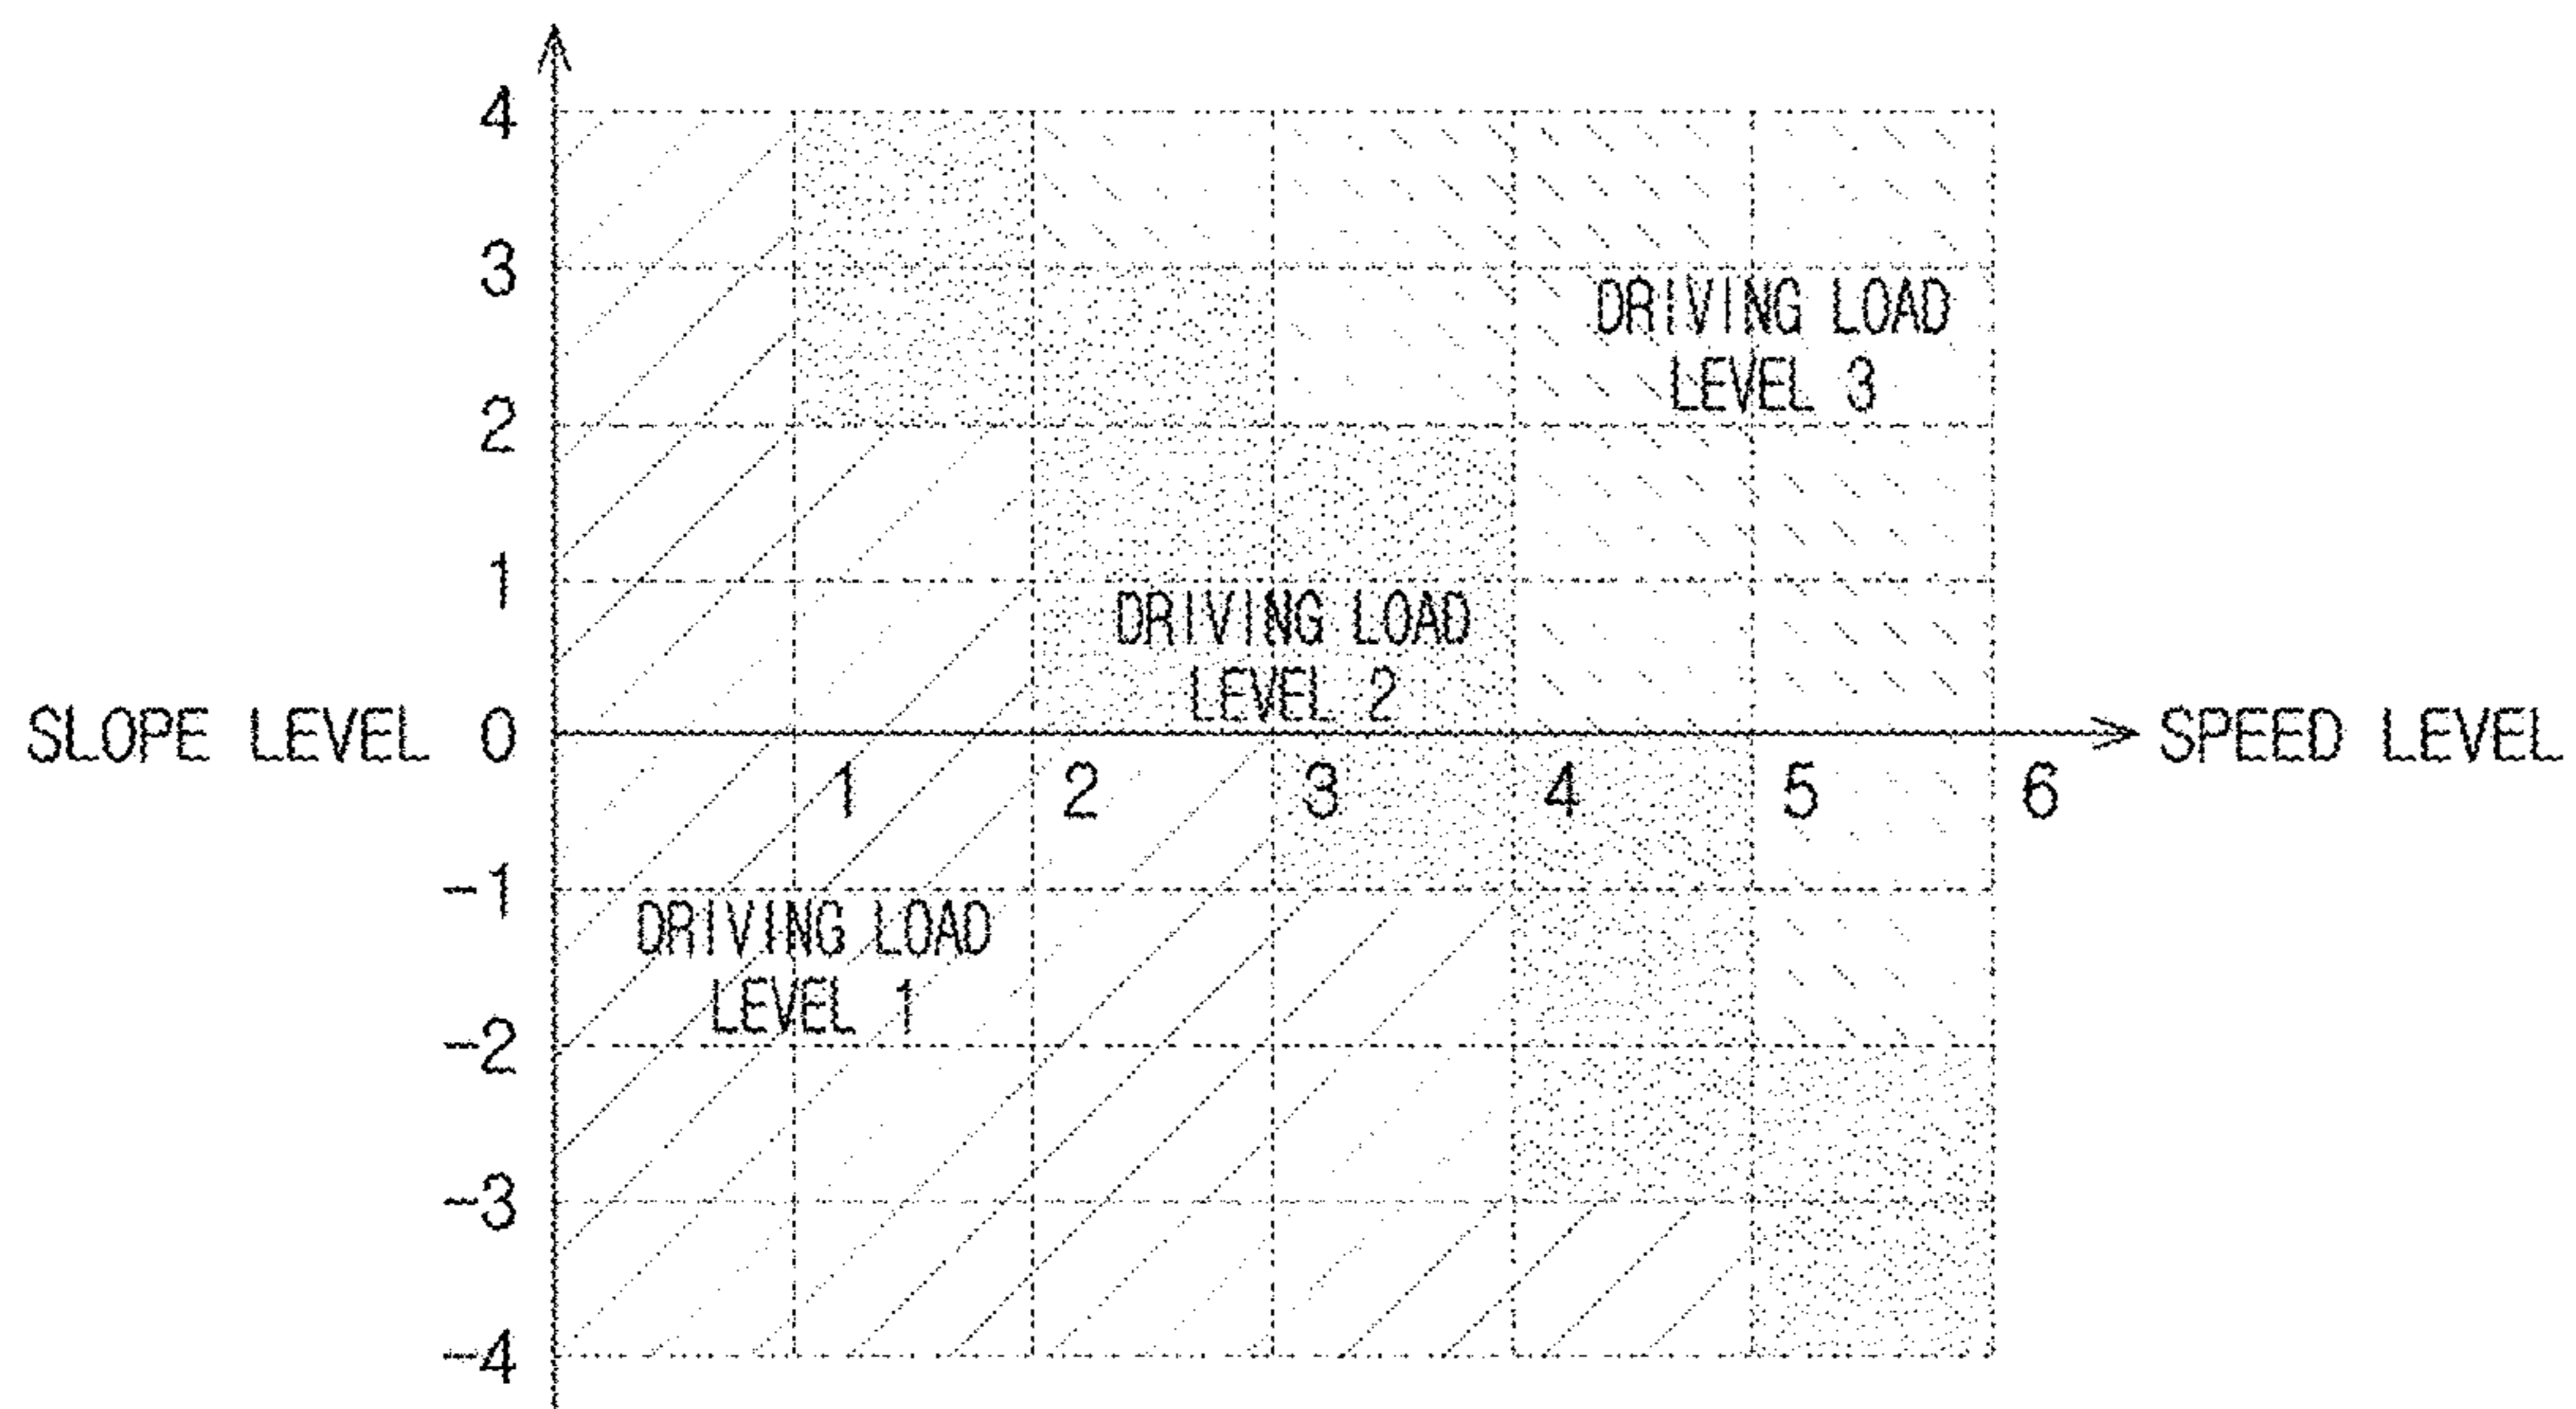 4
3
DRIVING LOAD
LEVEL 3
2
1
DRIVING LOAD
LEVEL 2
SLOPE LEVEL 0
SPEED LEVEL
1 2 3 4 5 6
-1
DRIVING LOAD
LEVEL 1
-2
-3
-4